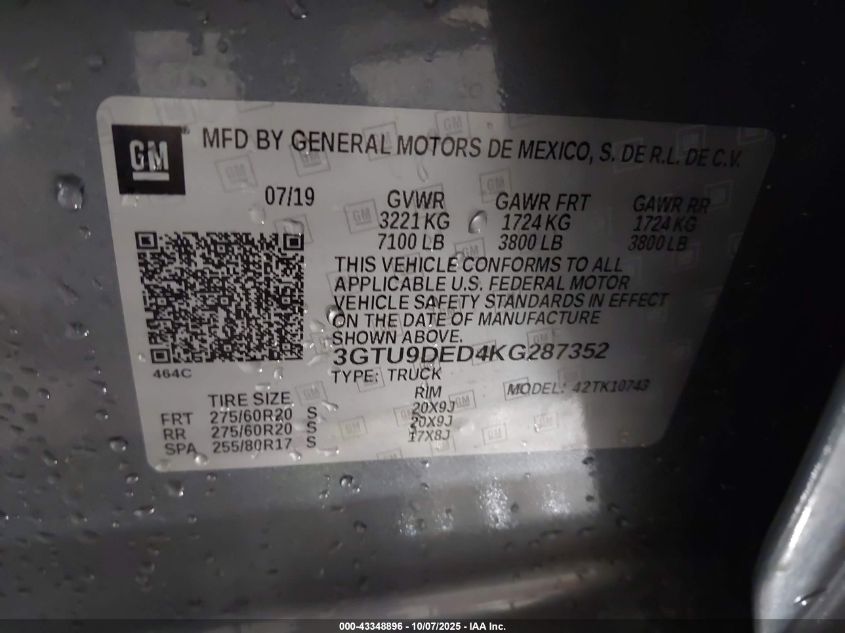 GM
MFD BY GENERAL MOTORS DE MEXICO, S. DE R.L. DE C.V.
07/19 GVWR GAWR FRT GAWR RR
3221 KG 1724 KG 1724 KG
7100 LB 3800 LB 3800 LB
THIS VEHICLE CONFORMS TO ALL
APPLICABLE U.S. FEDERAL MOTOR
VEHICLE SAFETY STANDARDS IN EFFECT
ON THE DATE OF MANUFACTURE
SHOWN ABOVE.
3GTU9DED4KG287352
464C TYPE: TRUCK
TIRE SIZE RIM MODEL: 42TK10743
FRT 275/60R20 S 20X9J
RR 275/60R20 S 20X9J
SPA 255/80R17 S 17X8J
000-43348896 - 10/07/2025 - IAA Inc.